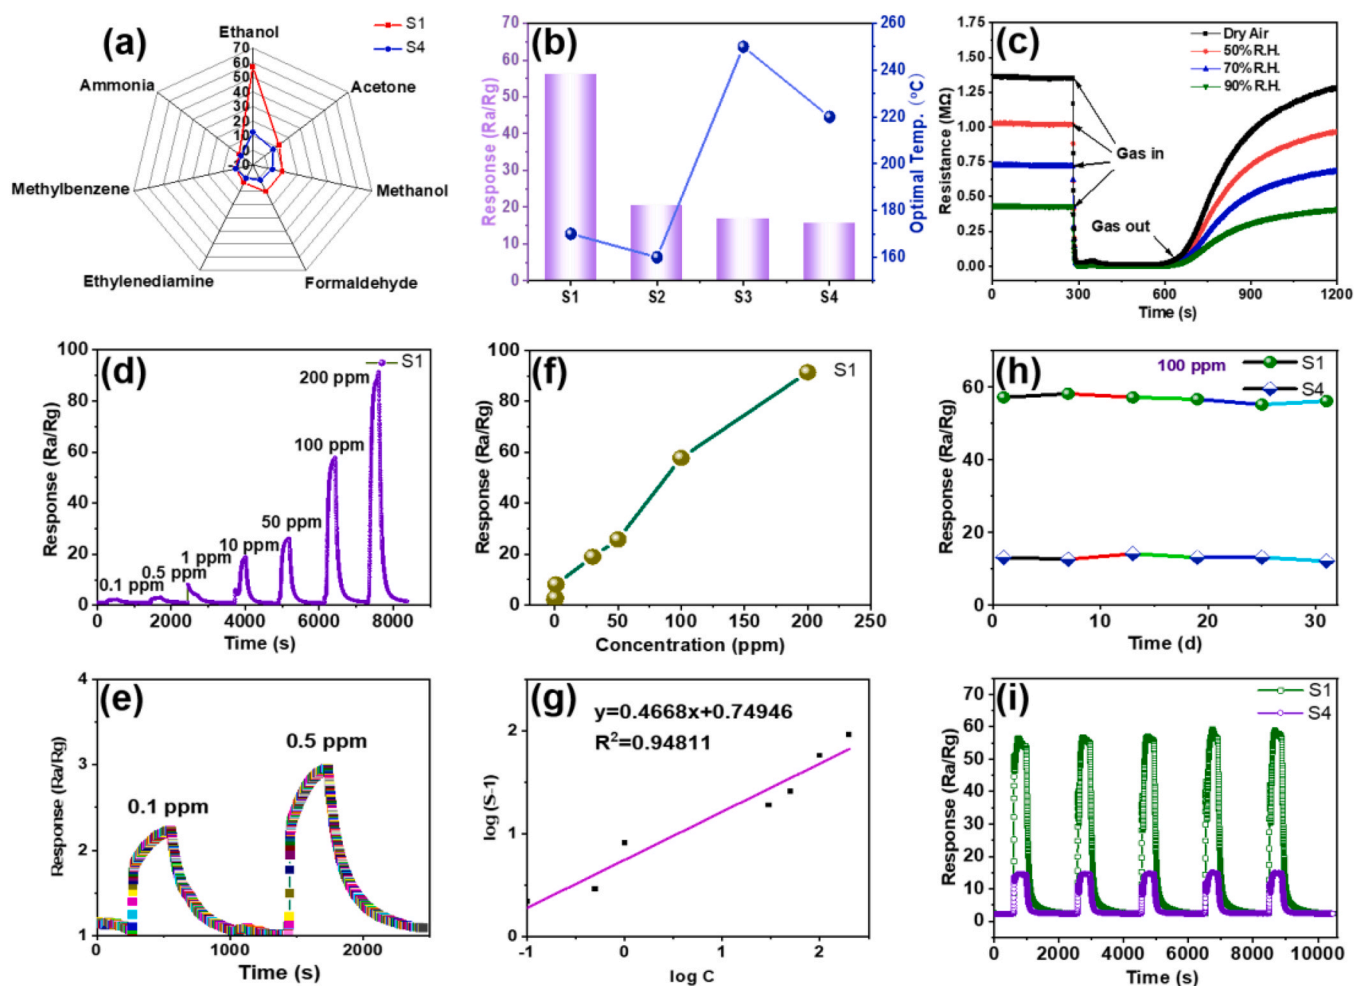 (a)
S1
S4
Ethanol
70
60
50
40
30
20
10
0
-10
Ammonia
Acetone
Methylbenzene
Methanol
Ethylenediamine
Formaldehyde
(b)
Response (Ra/Rg)
70
60
50
40
30
20
10
0
S1 S2 S3 S4
260
240
220
200
180
160
Optimal Temp. (°C)
(c)
Dry Air
50% R.H.
70% R.H.
90% R.H.
Resistance (MΩ)
1.75
1.50
1.25
1.00
0.75
0.50
0.25
0.00
Gas in
Gas out
0 300 600 900 1200
Time (s)
(d)
S1
Response (Ra/Rg)
100
80
60
40
20
0
200 ppm
100 ppm
50 ppm
10 ppm
1 ppm
0.5 ppm
0.1 ppm
0 2000 4000 6000 8000
Time (s)
(f)
S1
Response (Ra/Rg)
100
80
60
40
20
0
0 50 100 150 200 250
Concentration (ppm)
(h)
100 ppm
S1
S4
Response (Ra/Rg)
60
40
20
0
0 10 20 30
Time (d)
(e)
Response (Ra/Rg)
4
3
2
1
0.1 ppm
0.5 ppm
0 1000 2000
Time (s)
(g)
y=0.4668x+0.74946
R²=0.94811
log (S-1)
2
1
0
-1 0 1 2
log C
(i)
S1
S4
Response (Ra/Rg)
70
60
50
40
30
20
10
0
0 2000 4000 6000 8000 10000
Time (s)